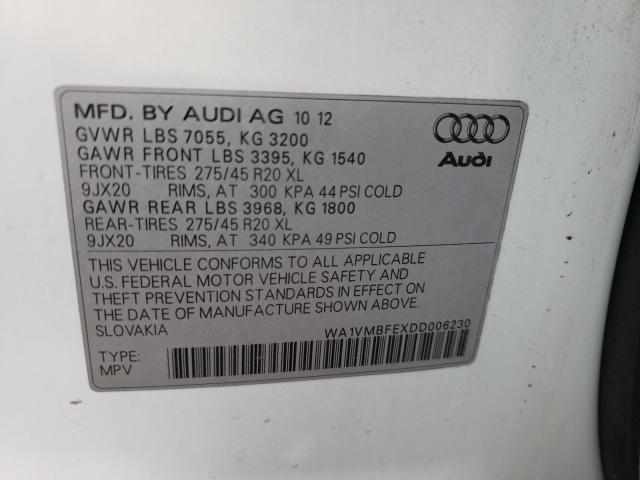 MFD. BY AUDI AG 10 12
GVWR LBS 7055, KG 3200
GAWR FRONT LBS 3395, KG 1540
FRONT-TIRES 275/45 R20 XL
9JX20 RIMS, AT 300 KPA 44 PSI COLD
GAWR REAR LBS 3968, KG 1800
REAR-TIRES 275/45 R20 XL
9JX20 RIMS, AT 340 KPA 49 PSI COLD
Audi
THIS VEHICLE CONFORMS TO ALL APPLICABLE
U.S. FEDERAL MOTOR VEHICLE SAFETY AND
THEFT PREVENTION STANDARDS IN EFFECT ON
THE DATE OF MANUFACTURE SHOWN ABOVE.
SLOVAKIA
WA1VMBFEXDD006230
TYPE:
MPV